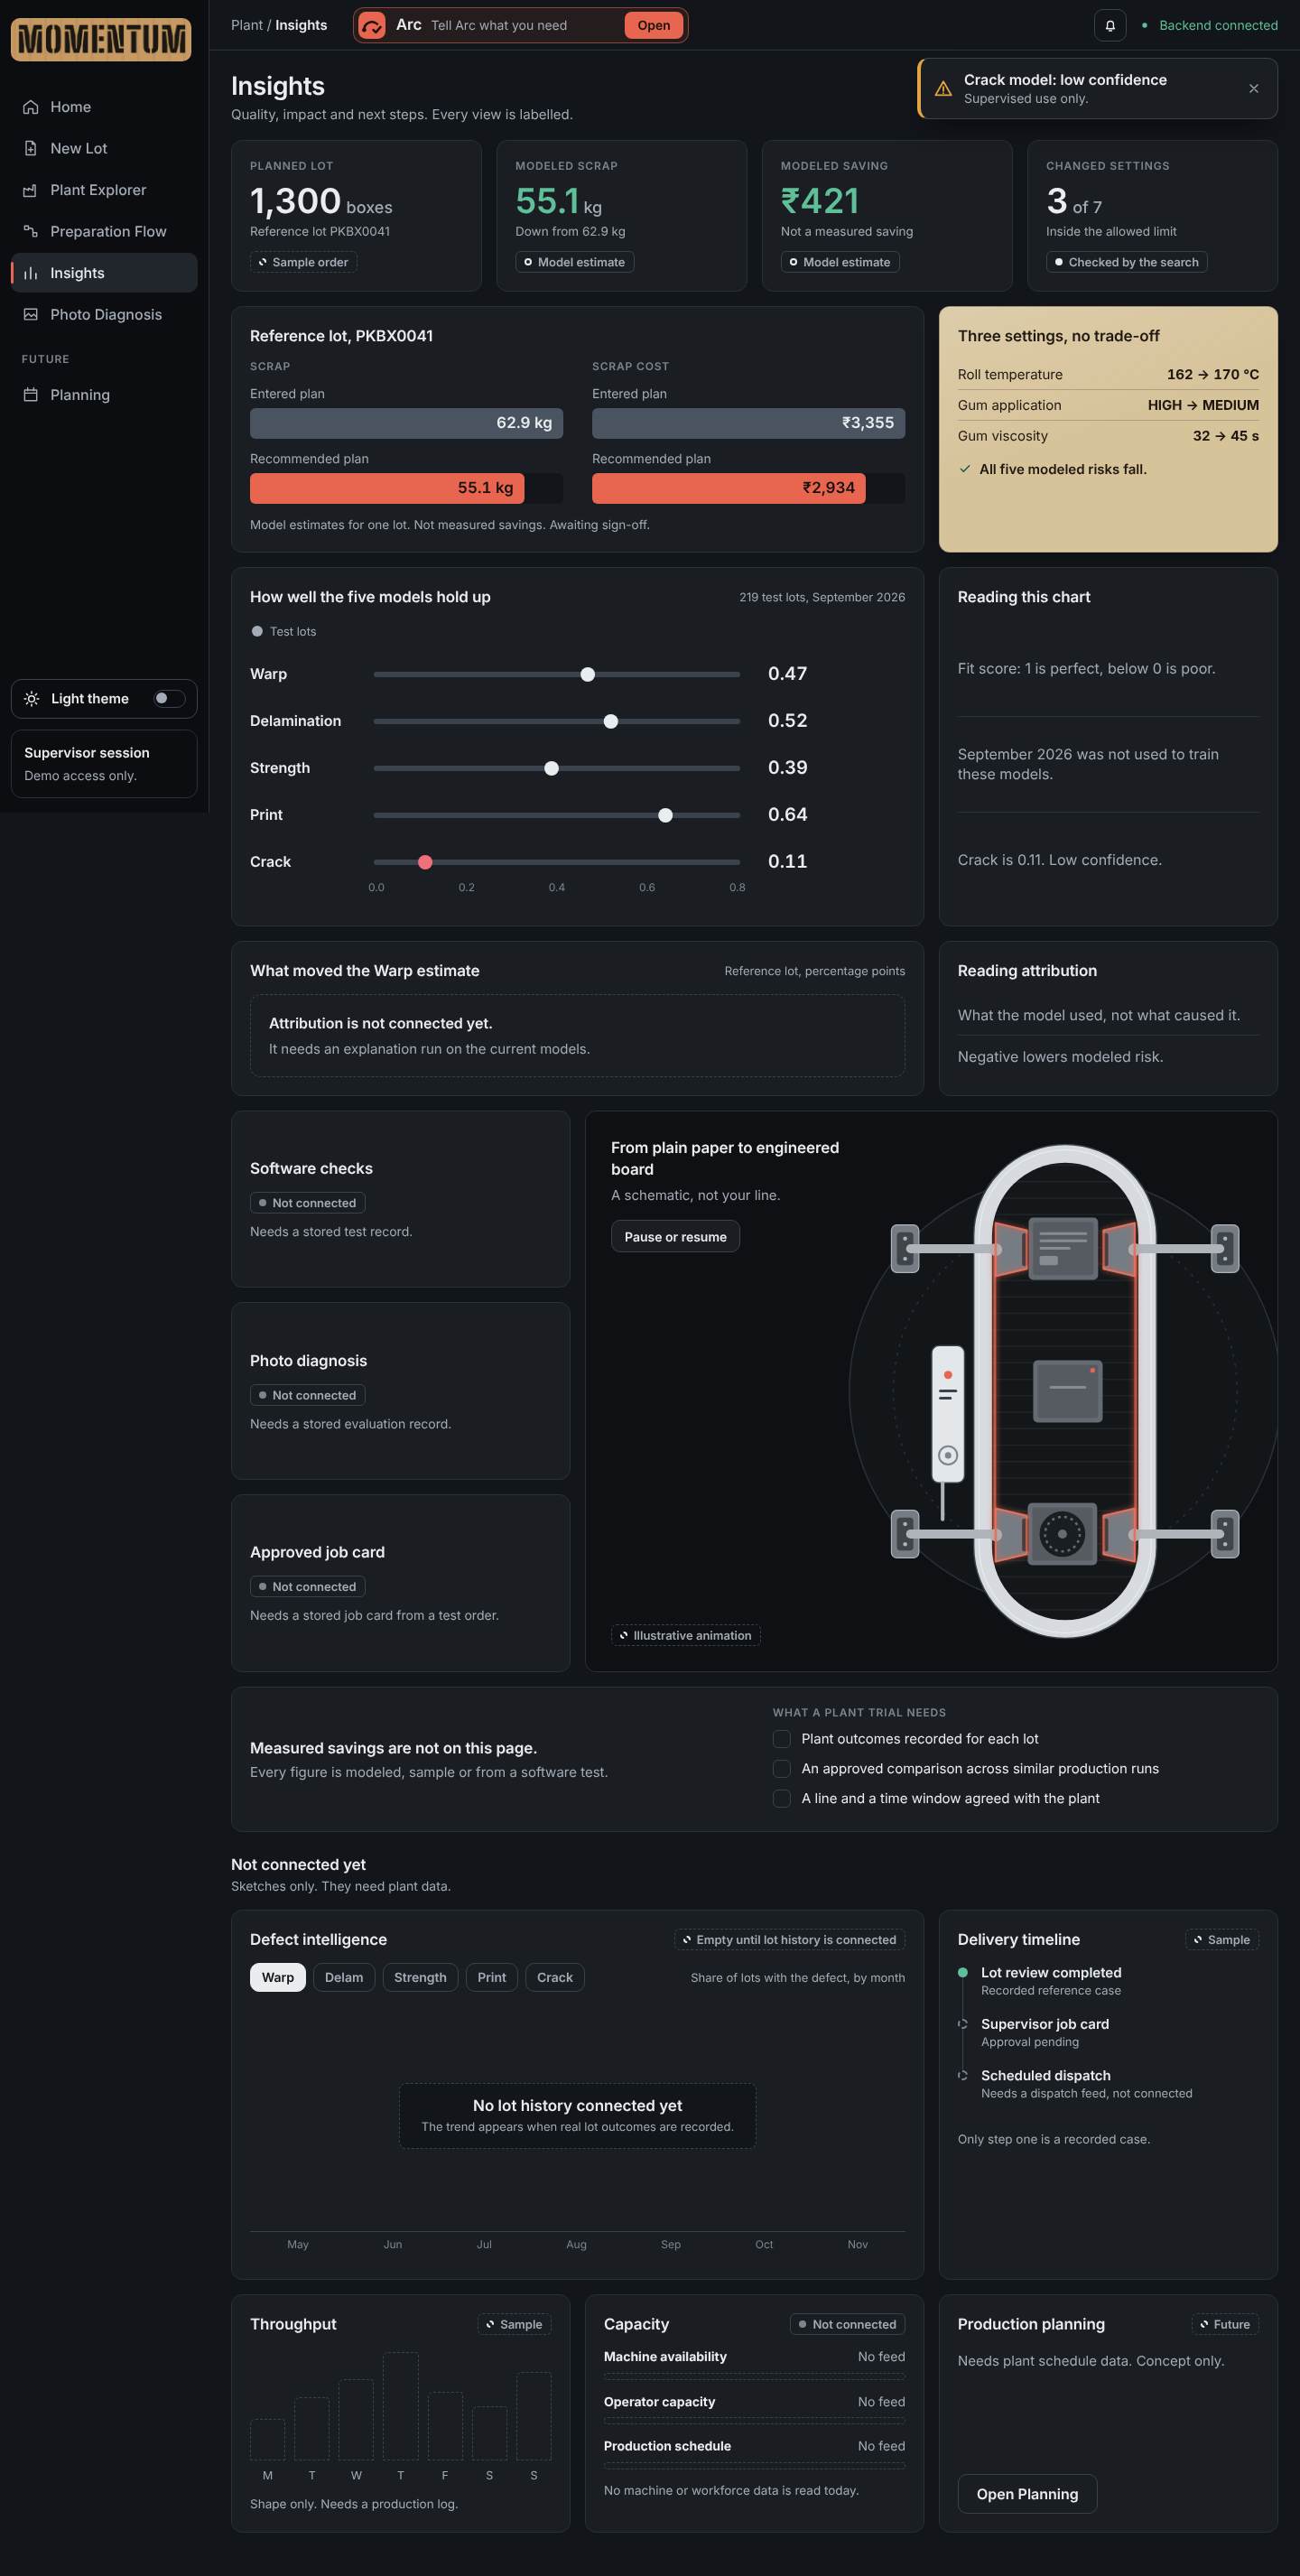 MOMENTUM
Home
New Lot
Plant Explorer
Preparation Flow
Insights
Photo Diagnosis
FUTURE
Planning
Light theme
Supervisor session
Demo access only.
Plant / Insights
Arc Tell Arc what you need Open
Backend connected
Insights
Quality, impact and next steps. Every view is labelled.
Crack model: low confidence
Supervised use only.
PLANNED LOT
1,300 boxes
Reference lot PKBX0041
Sample order
MODELED SCRAP
55.1 kg
Down from 62.9 kg
Model estimate
MODELED SAVING
₹421
Not a measured saving
Model estimate
CHANGED SETTINGS
3 of 7
Inside the allowed limit
Checked by the search
Reference lot, PKBX0041
SCRAP
Entered plan
62.9 kg
Recommended plan
55.1 kg
SCRAP COST
Entered plan
₹3,355
Recommended plan
₹2,934
Model estimates for one lot. Not measured savings. Awaiting sign-off.
Three settings, no trade-off
Roll temperature 162 → 170 °C
Gum application HIGH → MEDIUM
Gum viscosity 32 → 45 s
All five modeled risks fall.
How well the five models hold up
219 test lots, September 2026
Test lots
Warp 0.47
Delamination 0.52
Strength 0.39
Print 0.64
Crack 0.11
0.0 0.2 0.4 0.6 0.8
Reading this chart
Fit score: 1 is perfect, below 0 is poor.
September 2026 was not used to train
these models.
Crack is 0.11. Low confidence.
What moved the Warp estimate
Reference lot, percentage points
Attribution is not connected yet.
It needs an explanation run on the current models.
Reading attribution
What the model used, not what caused it.
Negative lowers modeled risk.
Software checks
Not connected
Needs a stored test record.
Photo diagnosis
Not connected
Needs a stored evaluation record.
Approved job card
Not connected
Needs a stored job card from a test order.
From plain paper to engineered
board
A schematic, not your line.
Pause or resume
Illustrative animation
Measured savings are not on this page.
Every figure is modeled, sample or from a software test.
WHAT A PLANT TRIAL NEEDS
Plant outcomes recorded for each lot
An approved comparison across similar production runs
A line and a time window agreed with the plant
Not connected yet
Sketches only. They need plant data.
Defect intelligence
Empty until lot history is connected
Warp Delam Strength Print Crack
Share of lots with the defect, by month
No lot history connected yet
The trend appears when real lot outcomes are recorded.
May Jun Jul Aug Sep Oct Nov
Delivery timeline
Sample
Lot review completed
Recorded reference case
Supervisor job card
Approval pending
Scheduled dispatch
Needs a dispatch feed, not connected
Only step one is a recorded case.
Throughput
Sample
M T W T F S S
Shape only. Needs a production log.
Capacity
Not connected
Machine availability No feed
Operator capacity No feed
Production schedule No feed
No machine or workforce data is read today.
Production planning
Future
Needs plant schedule data. Concept only.
Open Planning